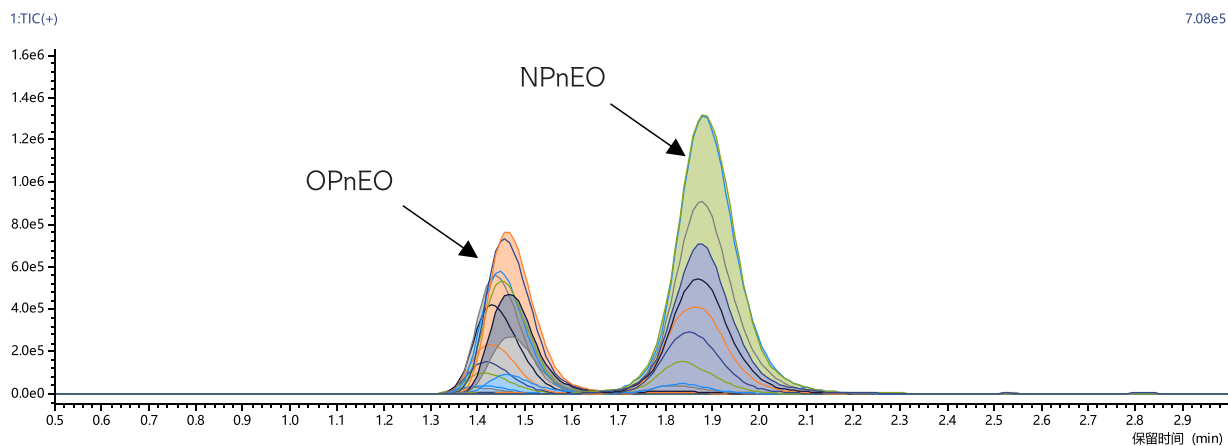 1:TIC(+)
7.08e5
1.6e6
1.4e6
1.2e6
1.0e6
8.0e5
6.0e5
4.0e5
2.0e5
0.0e0
NPnEO
OPnEO
0.5 0.6 0.7 0.8 0.9 1.0 1.1 1.2 1.3 1.4 1.5 1.6 1.7 1.8 1.9 2.0 2.1 2.2 2.3 2.4 2.5 2.6 2.7 2.8 2.9
保留时间 (min)